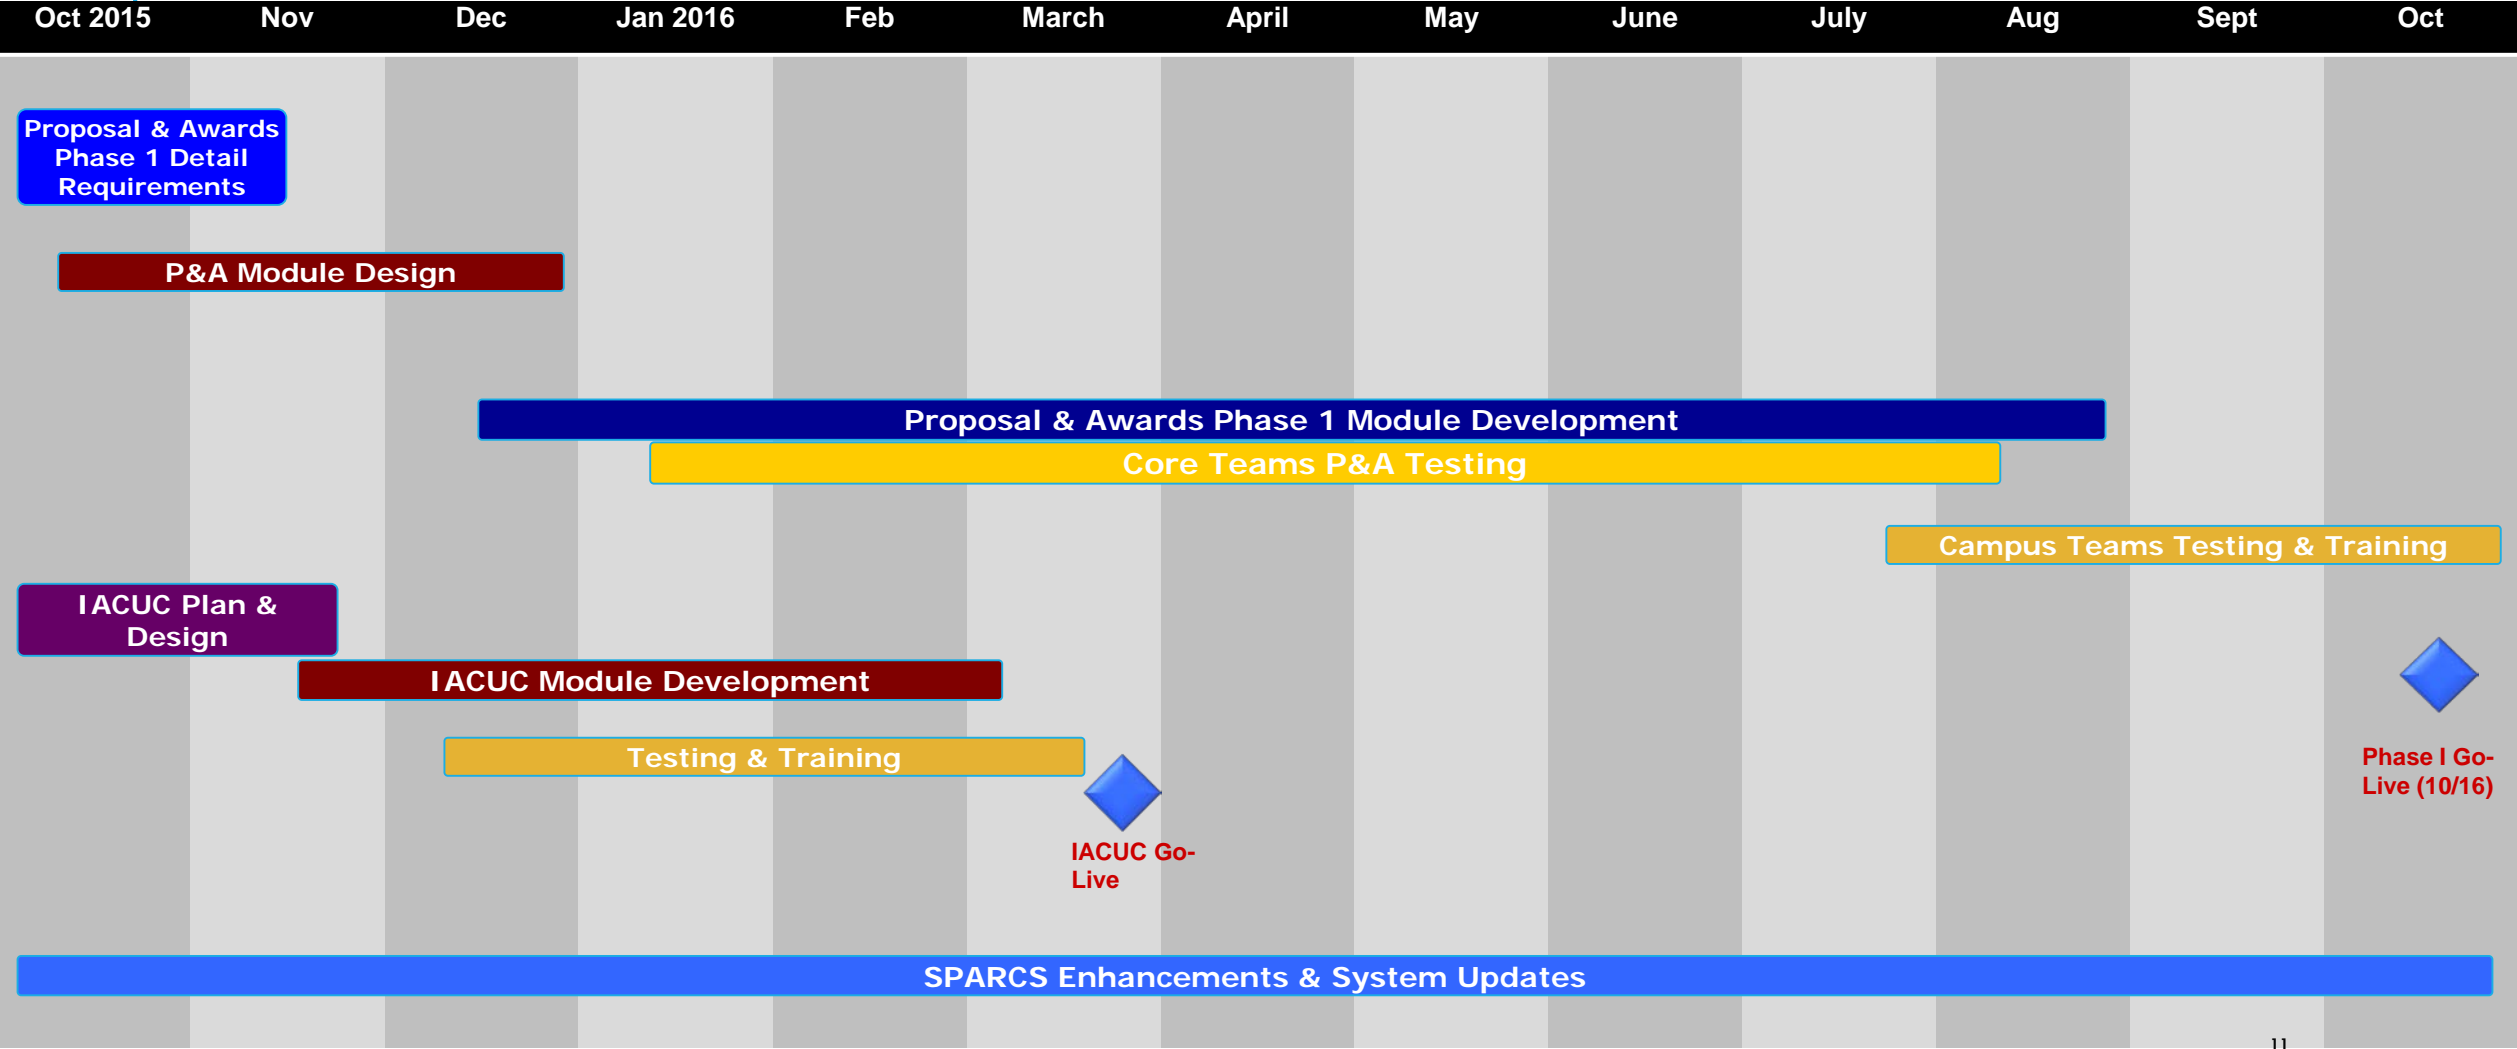 Oct 2015 Nov Dec Jan 2016 Feb March April May June July Aug Sept Oct
Proposal & Awards
Phase 1 Detail
Requirements
P&A Module Design
Proposal & Awards Phase 1 Module Development
Core Teams P&A Testing
Campus Teams Testing & Training
IACUC Plan &
Design
IACUC Module Development
Testing & Training
Phase I Go-
Live (10/16)
IACUC Go-
Live
SPARCS Enhancements & System Updates
11